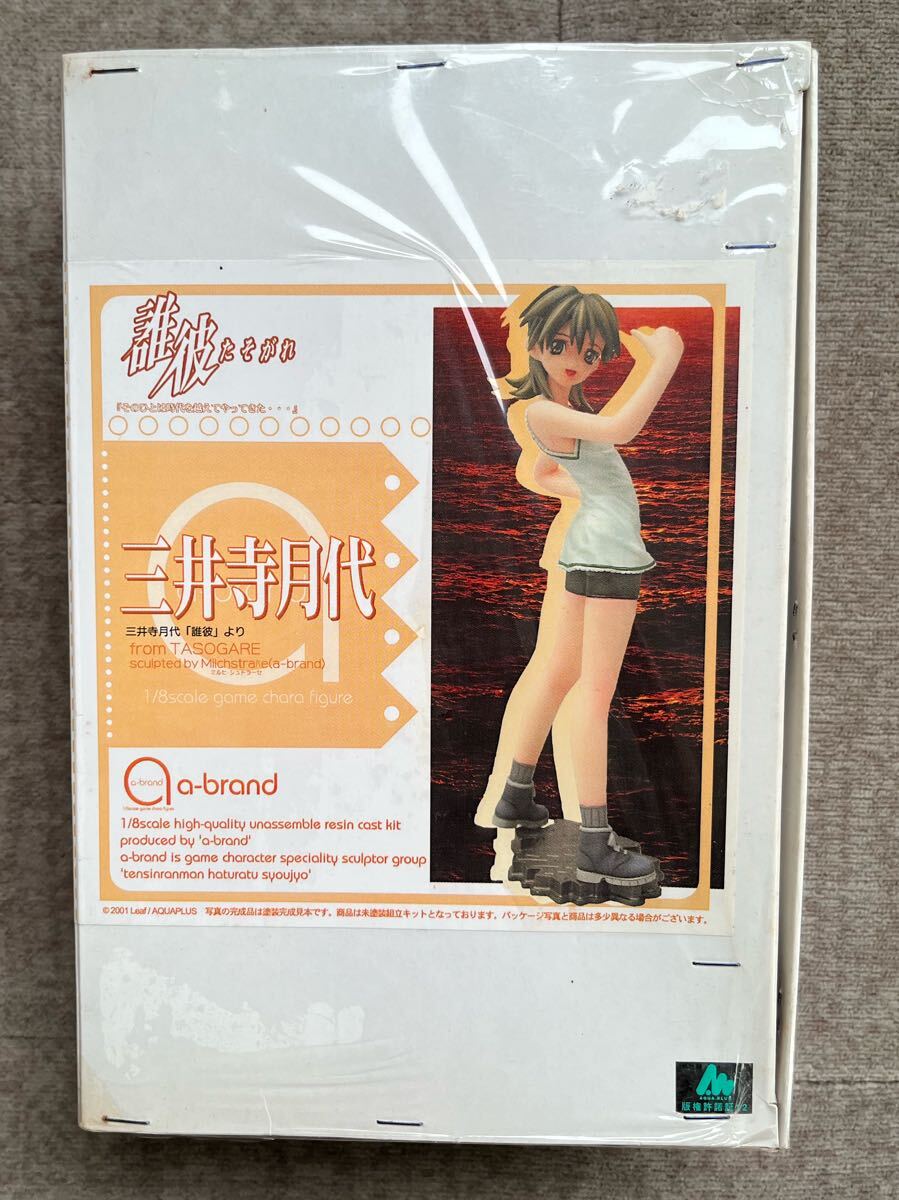 誰彼 たそがれ
『そのひとは時代を越えてやってきた・・・』
三井寺月代
三井寺月代「誰彼」より
from TASOGARE
sculpted by Milchstraße(a-brand)
ミルヒ・シュトラーセ
1/8scale game chara figure
a-brand
1/8scale game chara figure
a-brand
1/8scale high-quality unassemble resin cast kit
produced by 'a-brand'
a-brand is game character speciality sculptor group
'tensinranman haturatu syoujyo'
© 2001 Leaf / AQUAPLUS 写真の完成品は塗装完成見本です。商品は未塗装組立キットとなっております。パッケージ写真と商品は多少異なる場合がございます。
版権許諾証